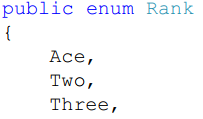 public enum Rank
{
    Ace,
    Two,
    Three,